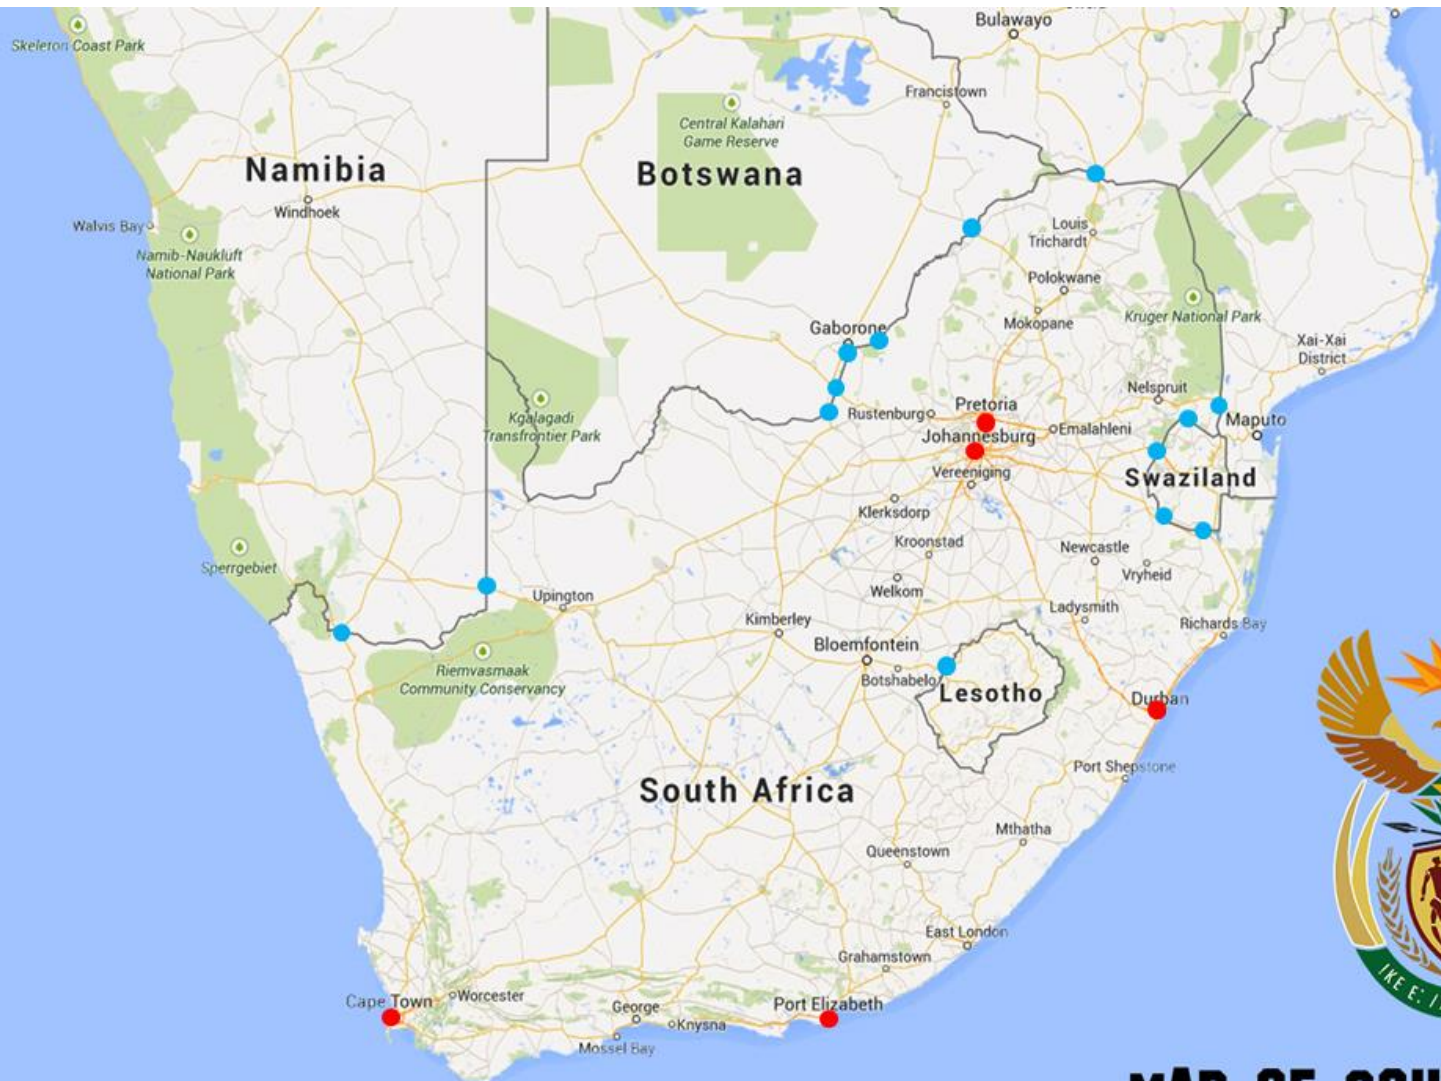 Bulawayo
Skeleton Coast Park
Francistown
Central Kalahari
Game Reserve
Namibia
Botswana
Windhoek
Walvis Bay
Louis
Trichardt
Namib-Naukluft
National Park
Polokwane
Mokopane
Kruger National Park
Gaborone
Xai-Xai
District
Nelspruit
Kgalagadi
Transfrontier Park
Rustenburg
Pretoria
Emalahleni
Maputo
Johannesburg
Vereeniging
Swaziland
Klerksdorp
Kroonstad
Newcastle
Sperrgebiet
Vryheid
Welkom
Upington
Ladysmith
Kimberley
Richards Bay
Bloemfontein
Riemvasmaak
Community Conservancy
Botshabelo
Lesotho
Durban
Port Shepstone
South Africa
Mthatha
Queenstown
East London
Grahamstown
Cape Town
Worcester
George
Knysna
Port Elizabeth
Mossel Bay
MAP OF